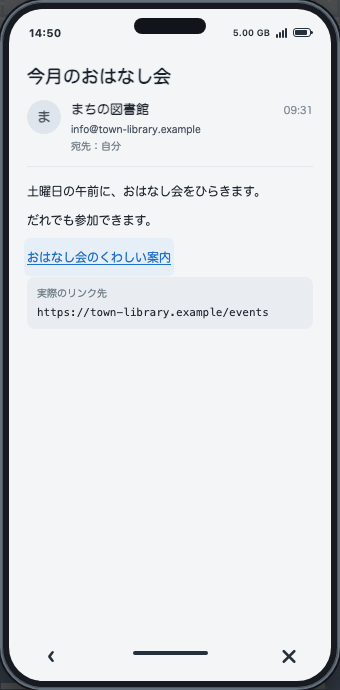 14:50
5.00 GB
今月のおはなし会
ま
まちの図書館
09:31
info@town-library.example
宛先：自分
土曜日の午前に、おはなし会をひらきます。
だれでも参加できます。
おはなし会のくわしい案内
実際のリンク先
https://town-library.example/events